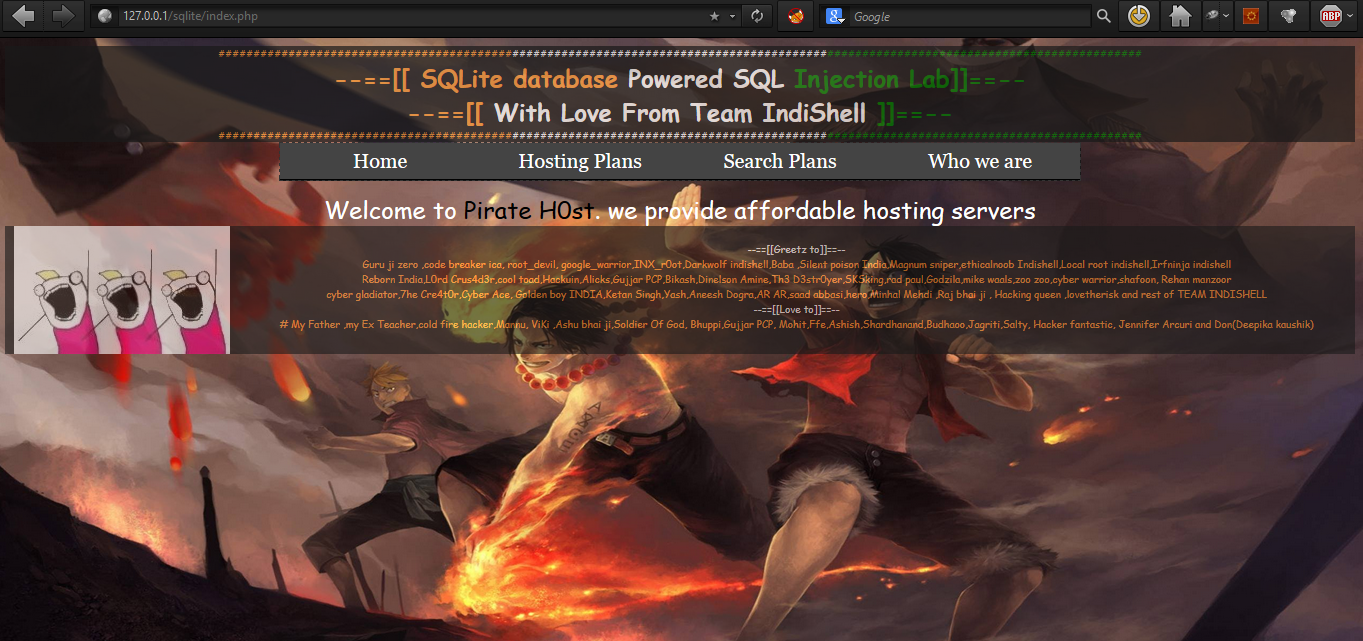 127.0.0.1/sqlite/index.php
Google
ABP
####################################################################################################################################
--==[[ SQLite database Powered SQL Injection Lab]]==--
--==[[ With Love From Team IndiShell ]]==--
####################################################################################################################################
Home Hosting Plans Search Plans Who we are
Welcome to Pirate H0st. we provide affordable hosting servers
--==[[Greetz to]]==--
Guru ji zero ,code breaker ica, root_devil, google_warrior,INX_r0ot,Darkwolf indishell,Baba ,Silent poison India,Magnum sniper,ethicalnoob Indishell,Local root indishell,Irfninja indishell
Reborn India,L0rd Crus4d3r,cool toad,Hackuin,Alicks,Gujjar PCP,Bikash,Dinelson Amine,Th3 D3str0yer,SKSking,rad paul,Godzila,mike waals,zoo zoo,cyber warrior,shafoon, Rehan manzoor
cyber gladiator,7he Cre4t0r,Cyber Ace, Golden boy INDIA,Ketan Singh,Yash,Aneesh Dogra,AR AR,saad abbasi,hero,Minhal Mehdi ,Raj bhai ji , Hacking queen ,lovetherisk and rest of TEAM INDISHELL
--==[[Love to]]==--
# My Father ,my Ex Teacher,cold fire hacker,Mannu, ViKi ,Ashu bhai ji,Soldier Of God, Bhuppi,Gujjar PCP, Mohit,Ffe,Ashish,Shardhanand,Budhaoo,Jagriti,Salty, Hacker fantastic, Jennifer Arcuri and Don(Deepika kaushik)